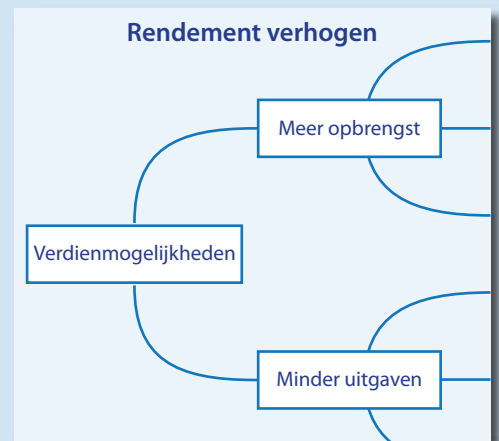 Rendement verhogen
Meer opbrengst
Verdienmogelijkheden
Minder uitgaven